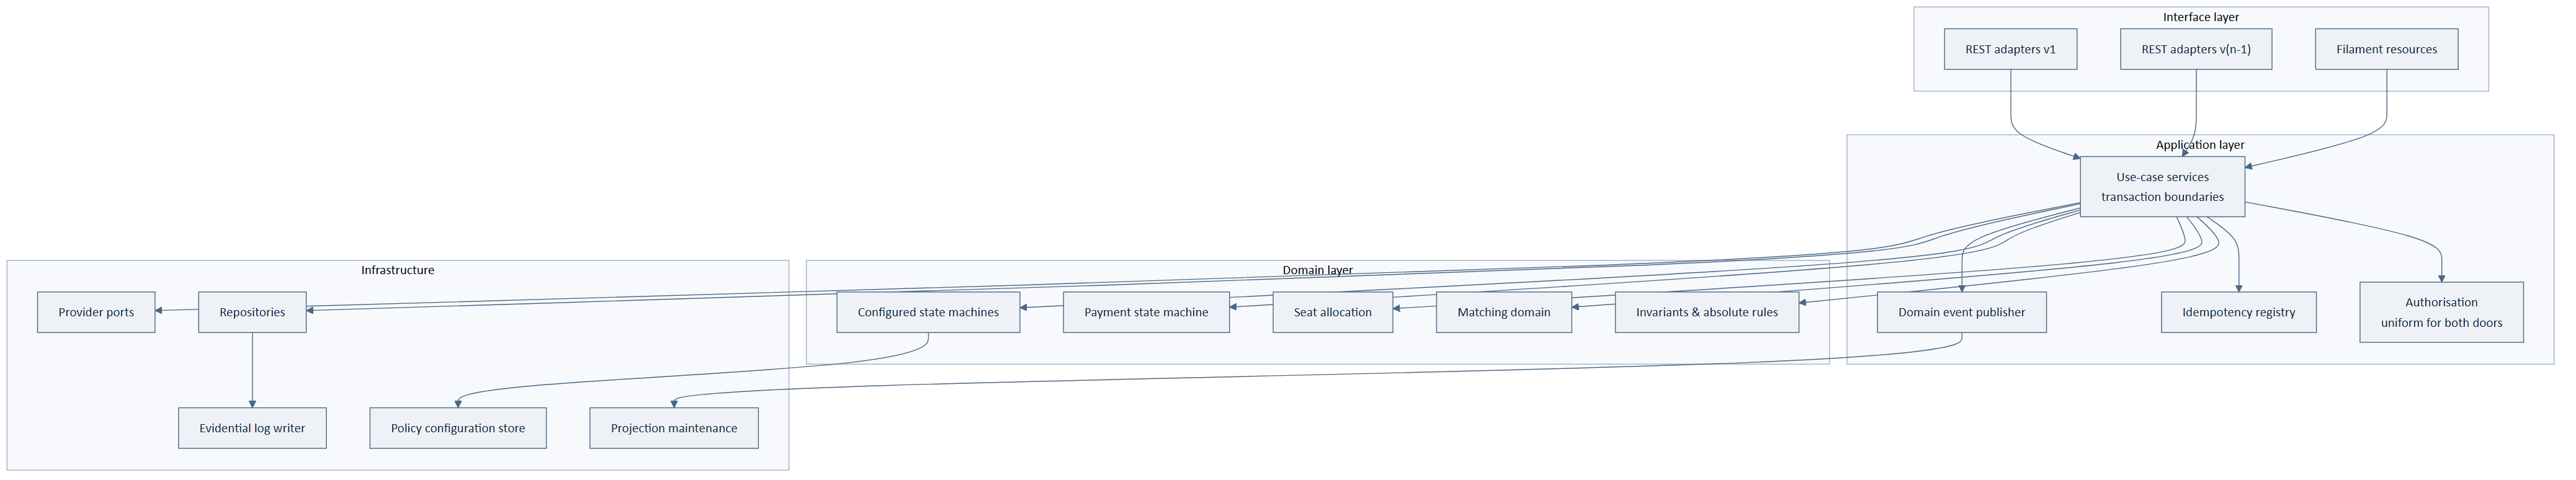 Interface layer
REST adapters v1
REST adapters v(n-1)
Filament resources
Application layer
Use-case services
transaction boundaries
Infrastructure
Domain layer
Provider ports
Repositories
Configured state machines
Payment state machine
Seat allocation
Matching domain
Invariants & absolute rules
Domain event publisher
Idempotency registry
Authorisation
uniform for both doors
Evidential log writer
Policy configuration store
Projection maintenance